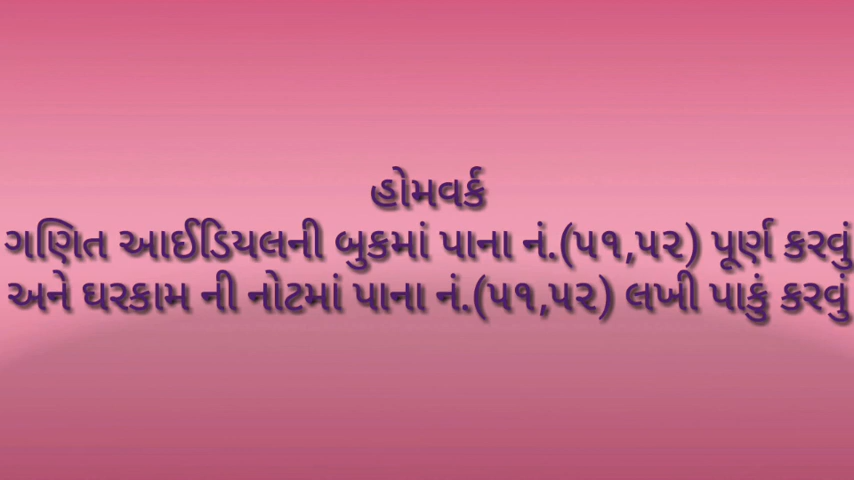 હોમવર્ક
ગણિત આઈડિયલની બુકમાં પાના નં.(૫૧,૫૨) પૂર્ણ કરવું
અને ઘરકામ ની નોટમાં પાના નં.(૫૧,૫૨) લખી પાકું કરવું